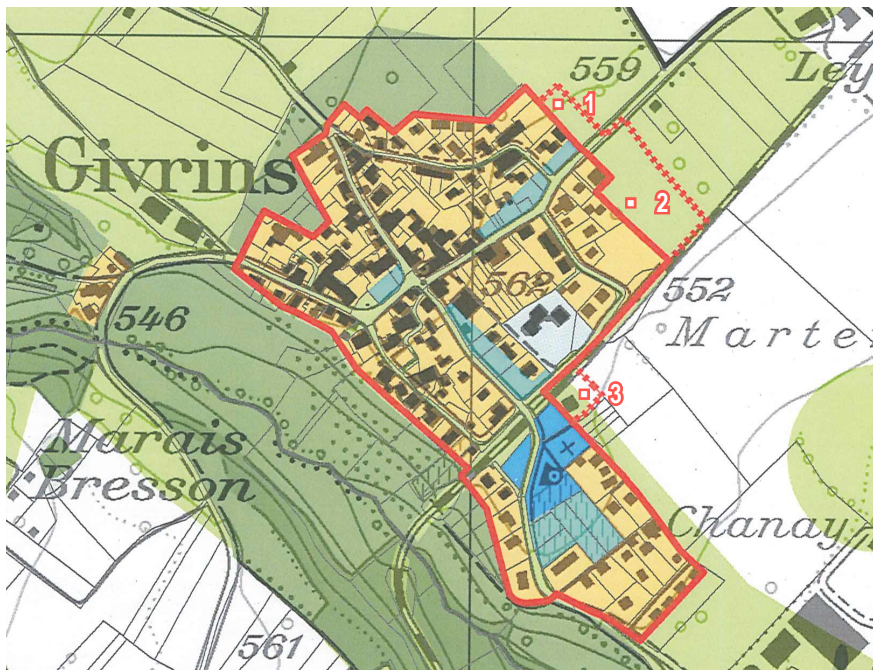 559
Ley
1
Givrins
2
562
552
546
Marte
3
Marais
Bresson
Chanay
561